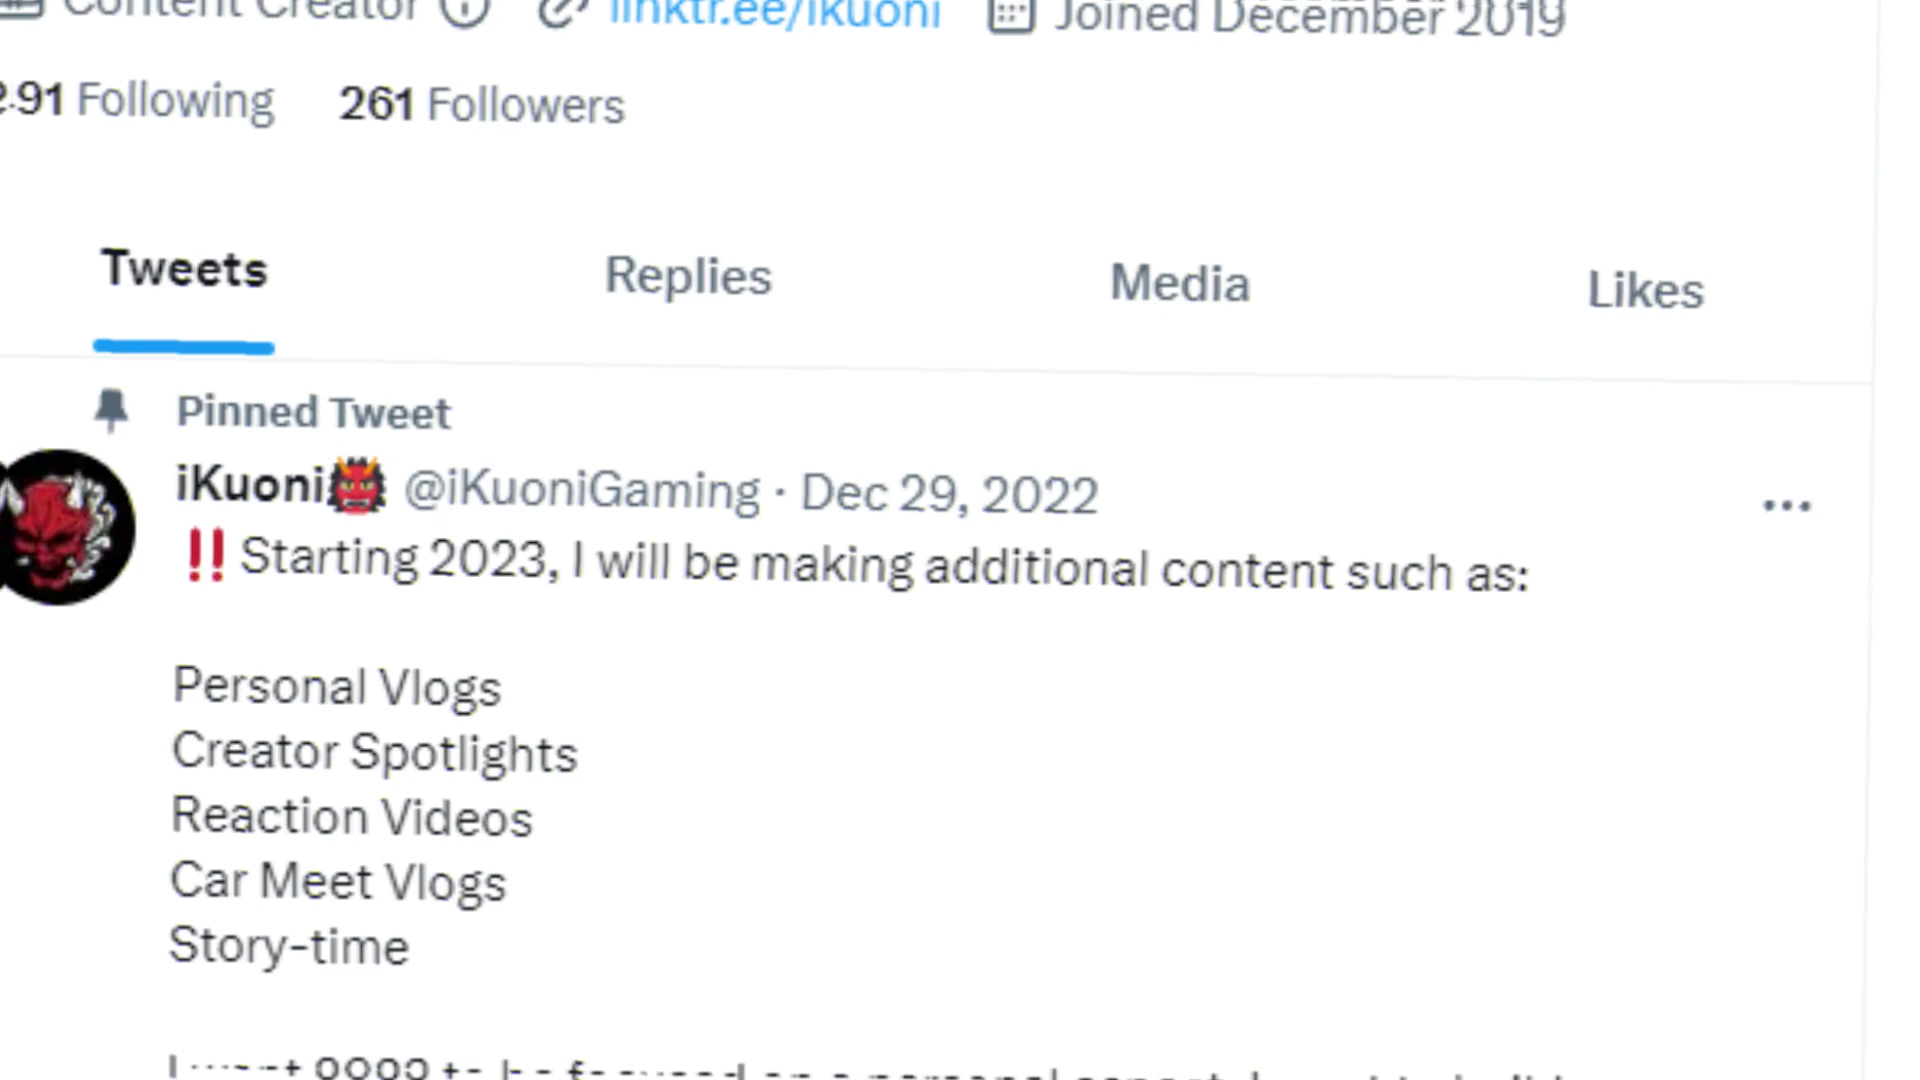 Content Creator linktr.ee/ikuoni Joined December 2019
291 Following 261 Followers
Tweets Replies Media Likes
Pinned Tweet
iKuoni👹 @iKuoniGaming · Dec 29, 2022
‼️Starting 2023, I will be making additional content such as:
Personal Vlogs
Creator Spotlights
Reaction Videos
Car Meet Vlogs
Story-time